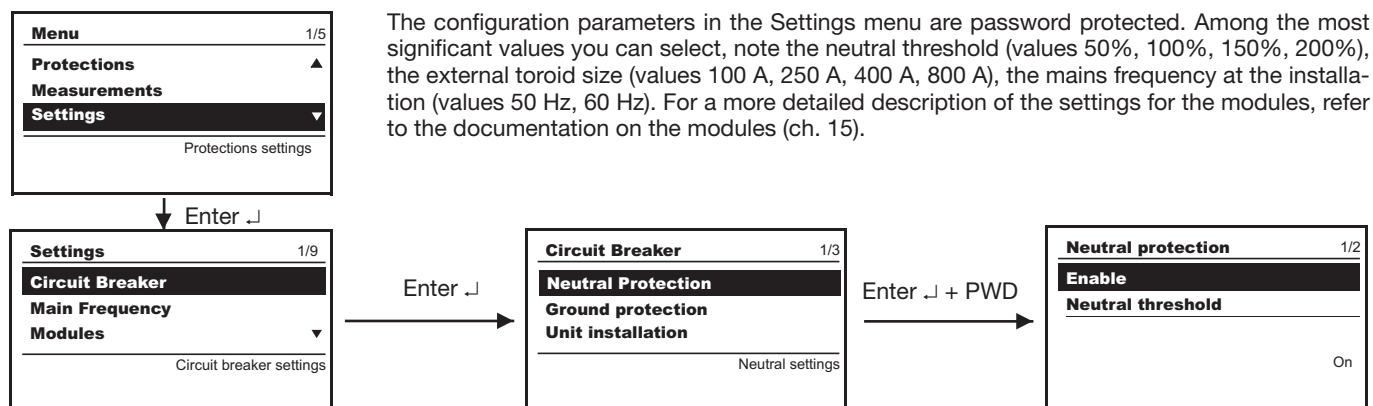 Menu 1/5
Protections ▲
Measurements
Settings ▼
Protections settings
The configuration parameters in the Settings menu are password protected. Among the most
significant values you can select, note the neutral threshold (values 50%, 100%, 150%, 200%),
the external toroid size (values 100 A, 250 A, 400 A, 800 A), the mains frequency at the installa-
tion (values 50 Hz, 60 Hz). For a more detailed description of the settings for the modules, refer
to the documentation on the modules (ch. 15).
Enter ↵
Settings 1/9
Circuit Breaker
Main Frequency
Modules ▼
Circuit breaker settings
Enter ↵
Circuit Breaker 1/3
Neutral Protection
Ground protection
Unit installation
Neutral settings
Enter ↵ + PWD
Neutral protection 1/2
Enable
Neutral threshold
On